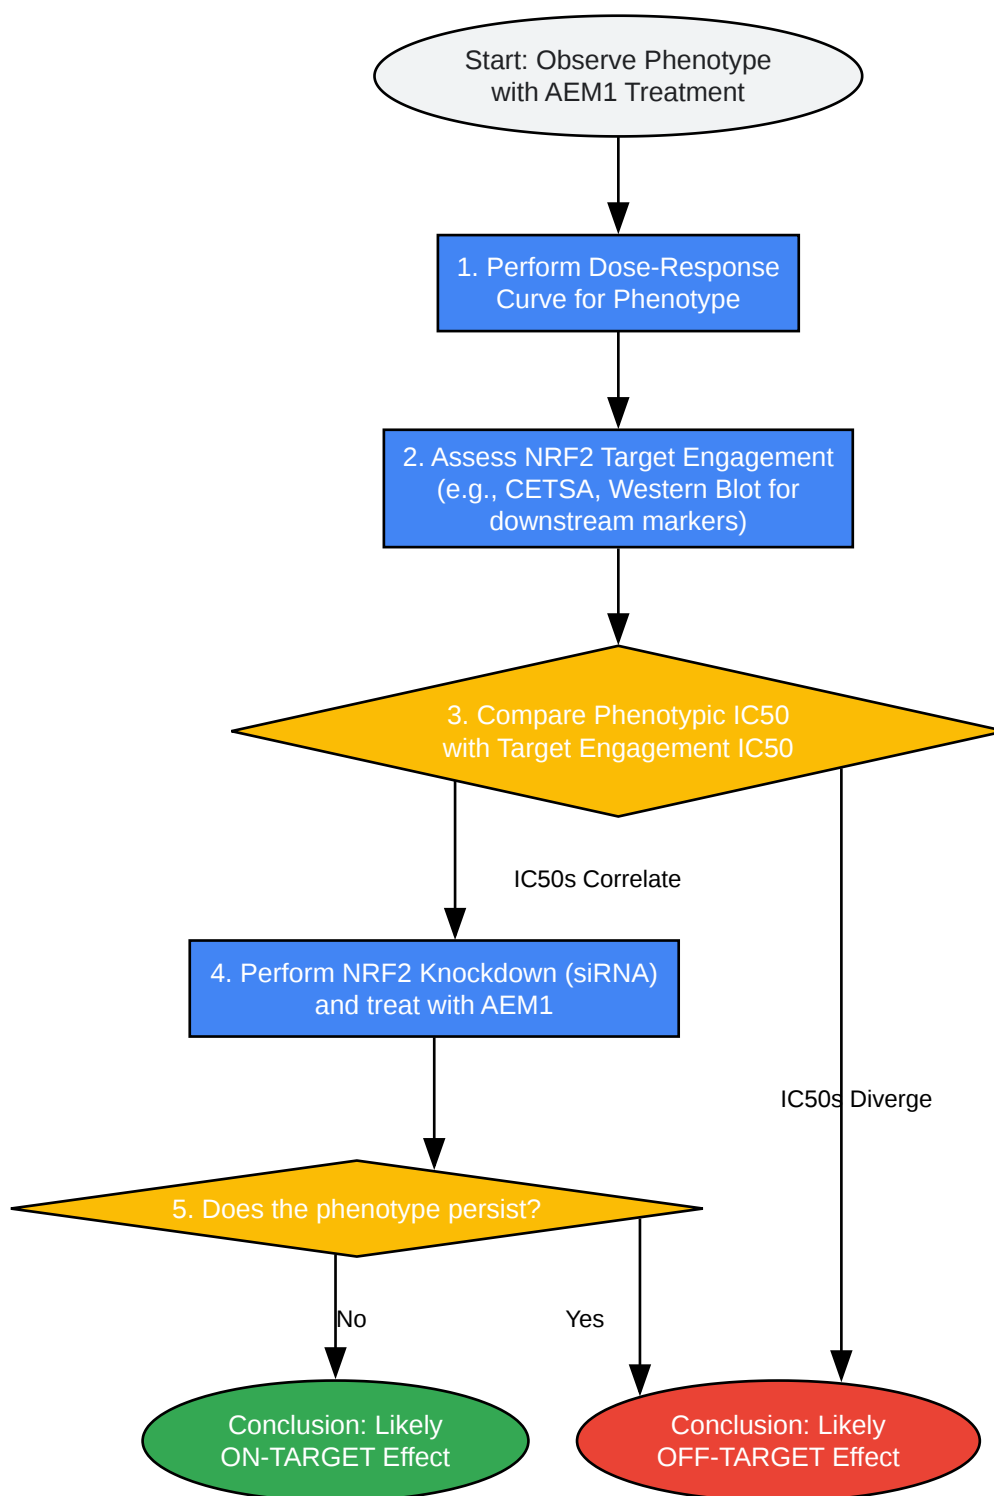 Start: Observe Phenotype
with AEM1 Treatment
1. Perform Dose-Response
Curve for Phenotype
2. Assess NRF2 Target Engagement
(e.g., CETSA, Western Blot for
downstream markers)
3. Compare Phenotypic IC50
with Target Engagement IC50
IC50s Correlate
4. Perform NRF2 Knockdown (siRNA)
and treat with AEM1
IC50s Diverge
5. Does the phenotype persist?
No
Yes
Conclusion: Likely
ON-TARGET Effect
Conclusion: Likely
OFF-TARGET Effect